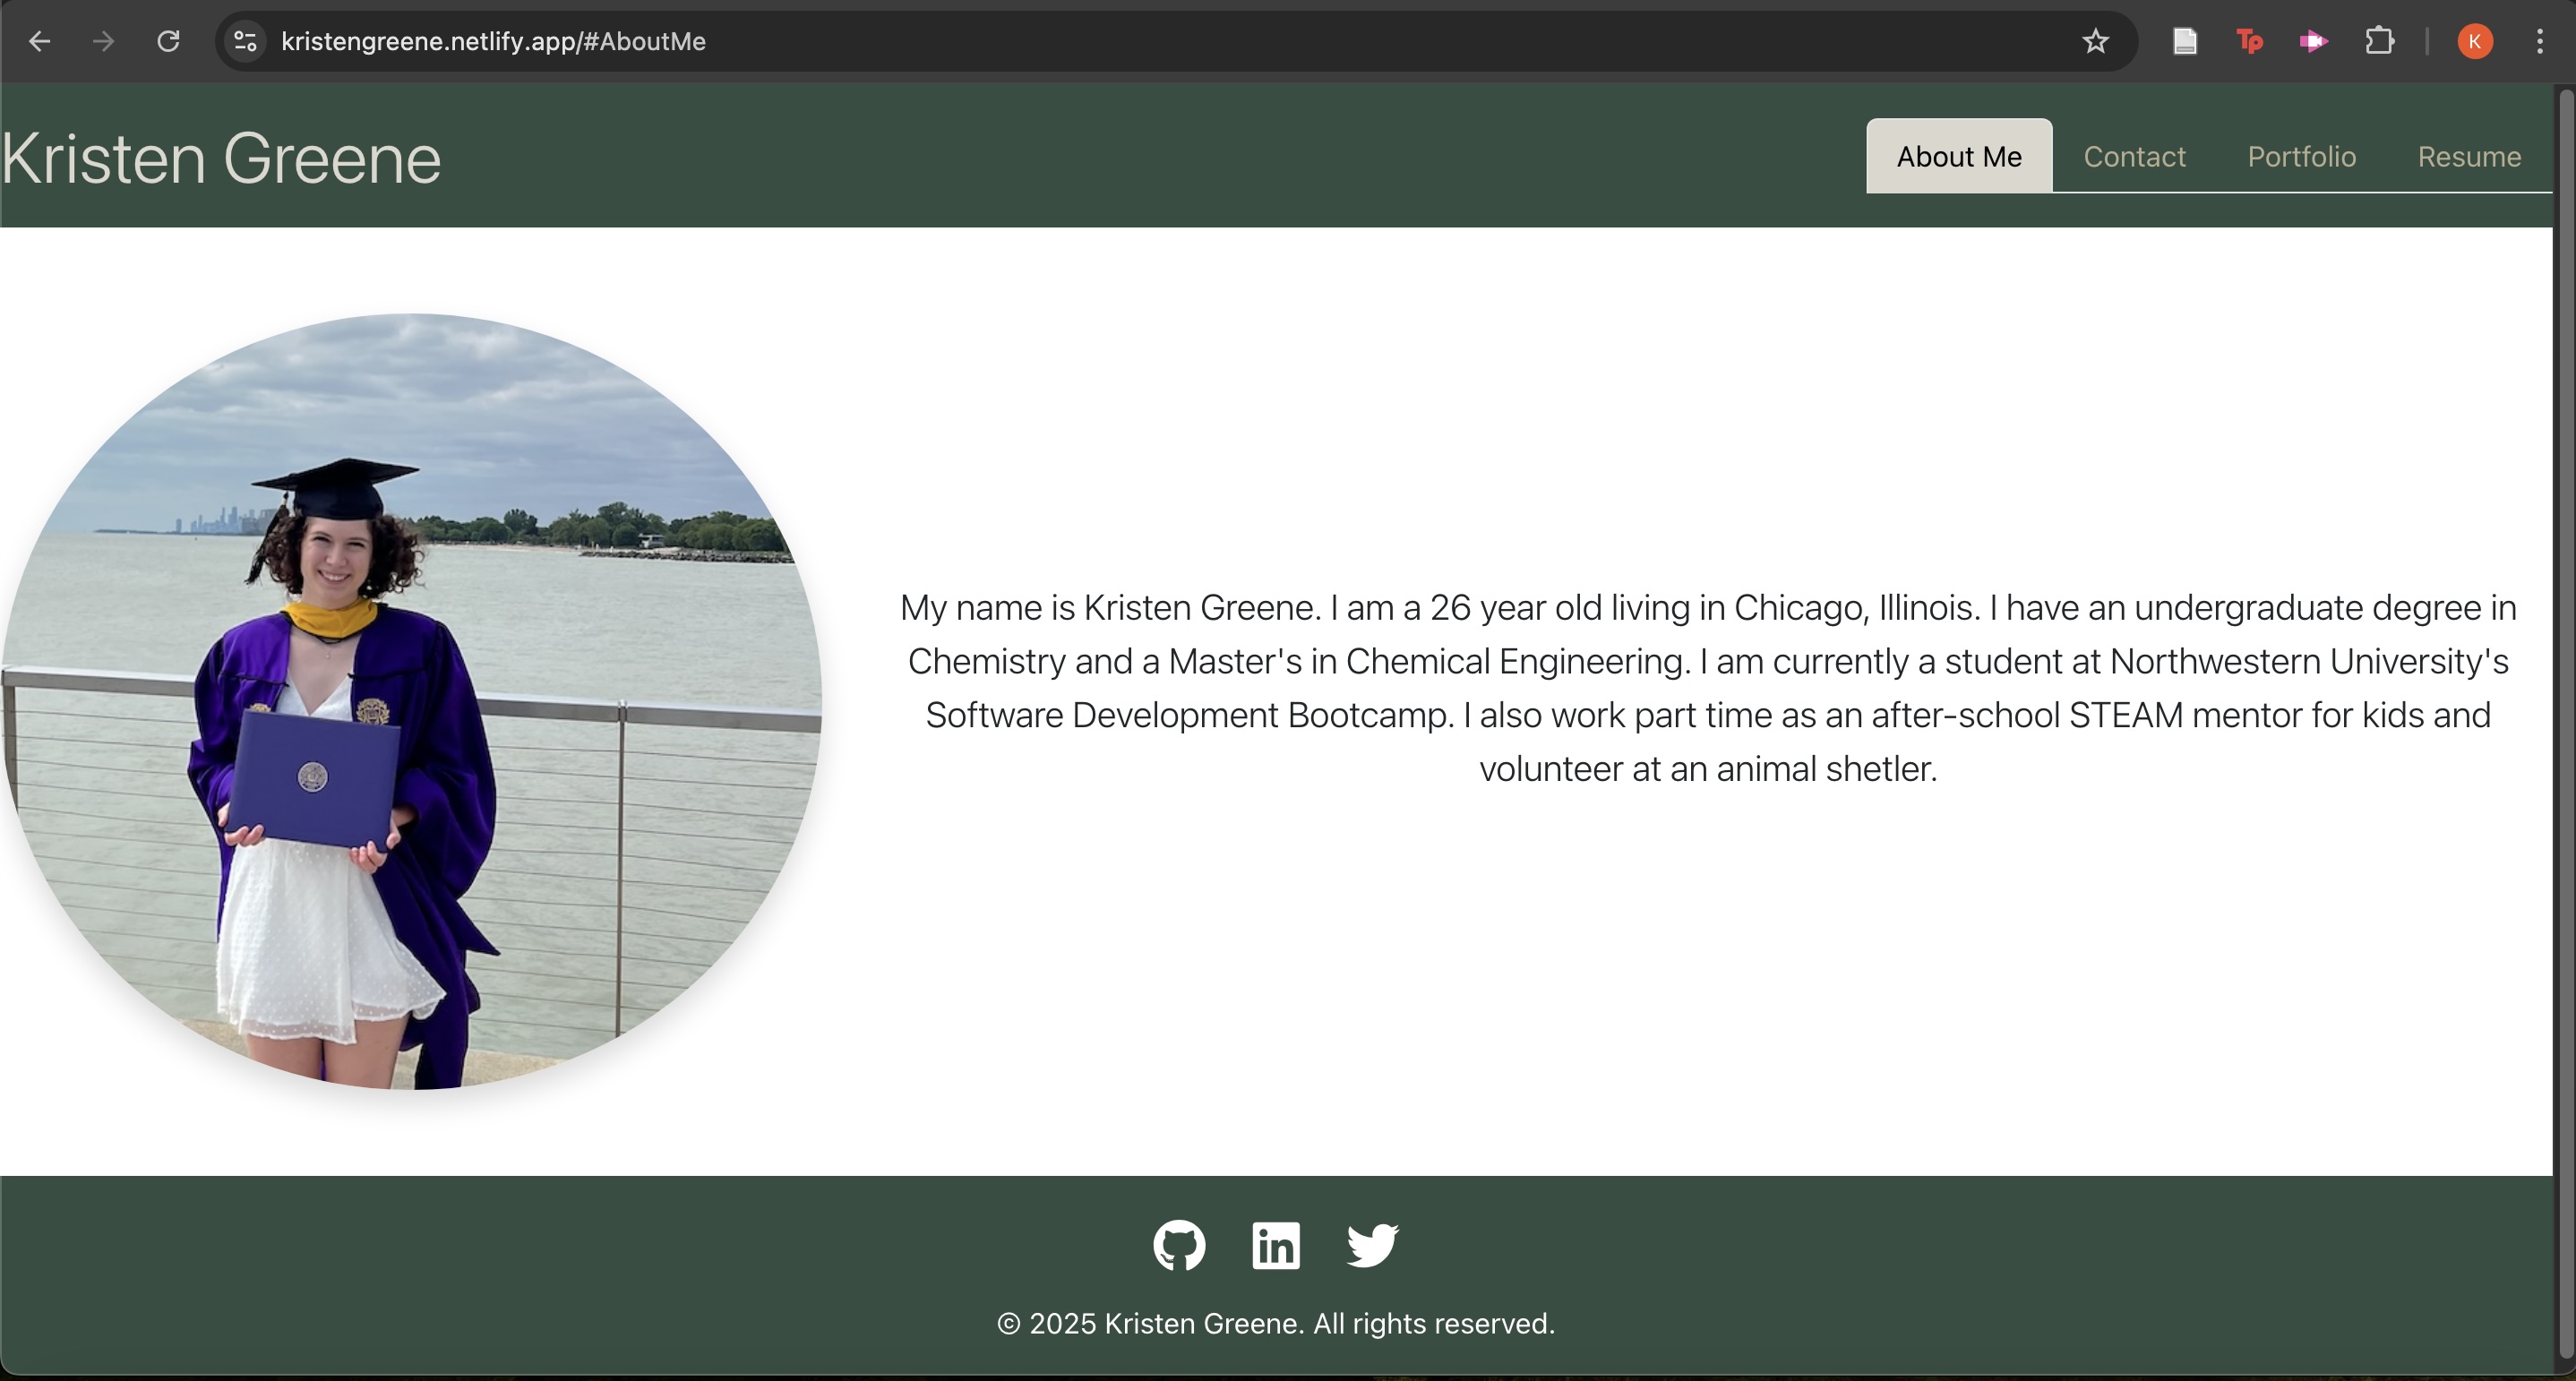 kristengreene.netlify.app/#AboutMe
Tp
K
Kristen Greene
About Me
Contact
Portfolio
Resume
My name is Kristen Greene. I am a 26 year old living in Chicago, Illinois. I have an undergraduate degree in
Chemistry and a Master's in Chemical Engineering. I am currently a student at Northwestern University's
Software Development Bootcamp. I also work part time as an after-school STEAM mentor for kids and
volunteer at an animal shetler.
in
© 2025 Kristen Greene. All rights reserved.